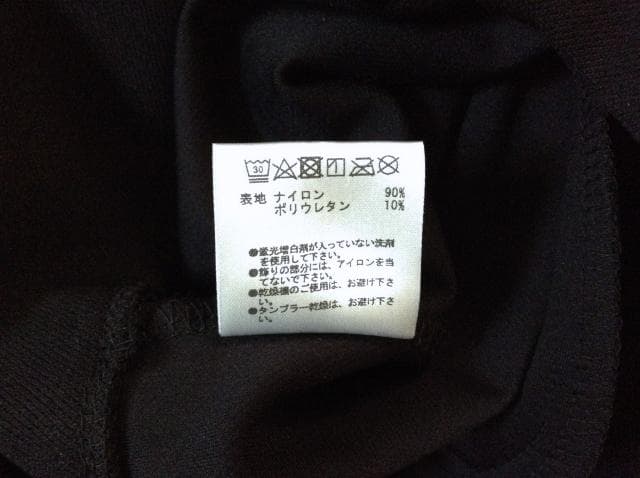 30
表地 ナイロン 90%
ポリウレタン 10%
●蛍光増白剤が入っていない洗剤
を使用して下さい。
●飾りの部分には、アイロンを当
てないで下さい。
●乾燥機のご使用は、お避け下さ
い。
●タンブラー乾燥は、お避け下さ
い。